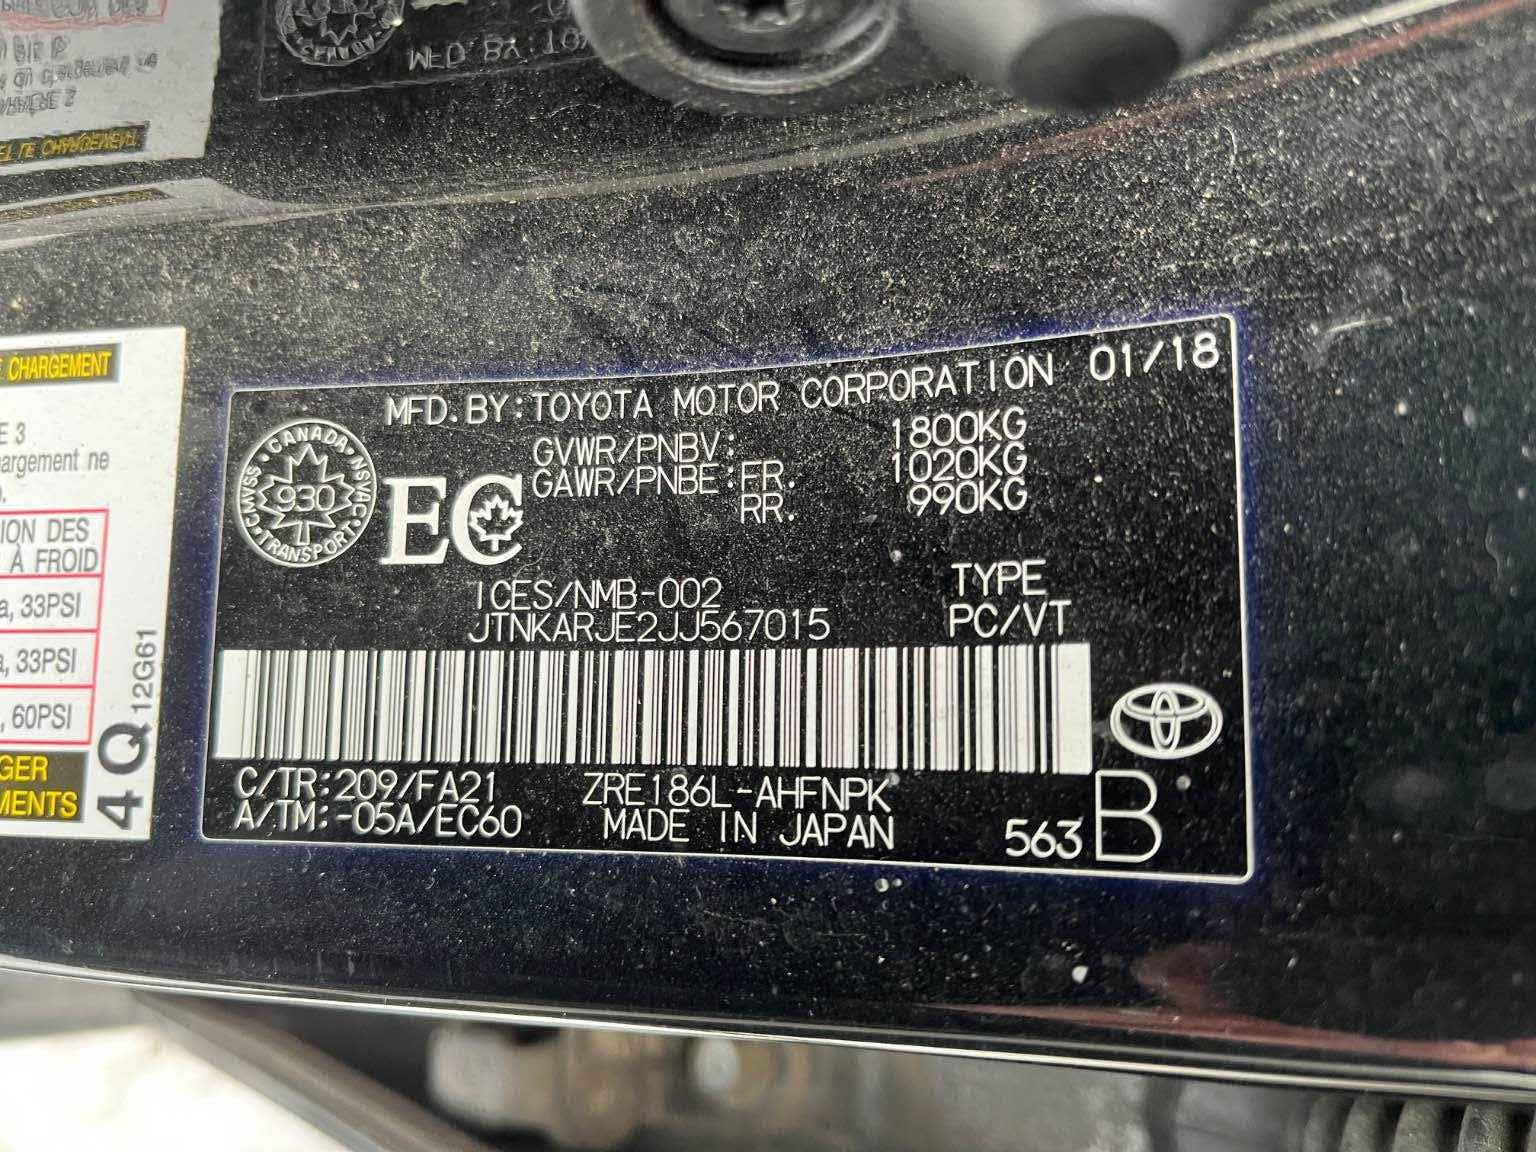 E CHARGEMENT
E 3
argement ne
ION DES
À FROID
a, 33PSI
a, 33PSI
, 60PSI
GER
MENTS
4 Q 12G61
MFD. BY: TOYOTA MOTOR CORPORATION 01/18
GVWR/PNBV: 1800KG
GAWR/PNBE: FR. 1020KG
RR. 990KG
CANADA
CMVSS 930 NSVAC
TRANSPORT
EC
ICES/NMB-002
JTNKARJE2JJ567015
TYPE
PC/VT
C/TR: 209/FA21
A/TM: -05A/EC60
ZRE186L-AHFNPK
MADE IN JAPAN
563 B